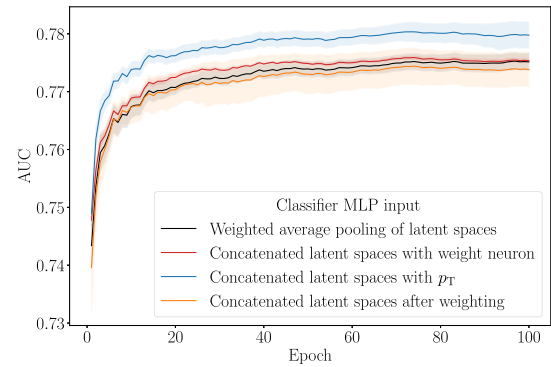 0.78
0.77
0.76
0.75
0.74
0.73
AUC
Classifier MLP input
Weighted average pooling of latent spaces
Concatenated latent spaces with weight neuron
Concatenated latent spaces with p_T
Concatenated latent spaces after weighting
0 20 40 60 80 100
Epoch